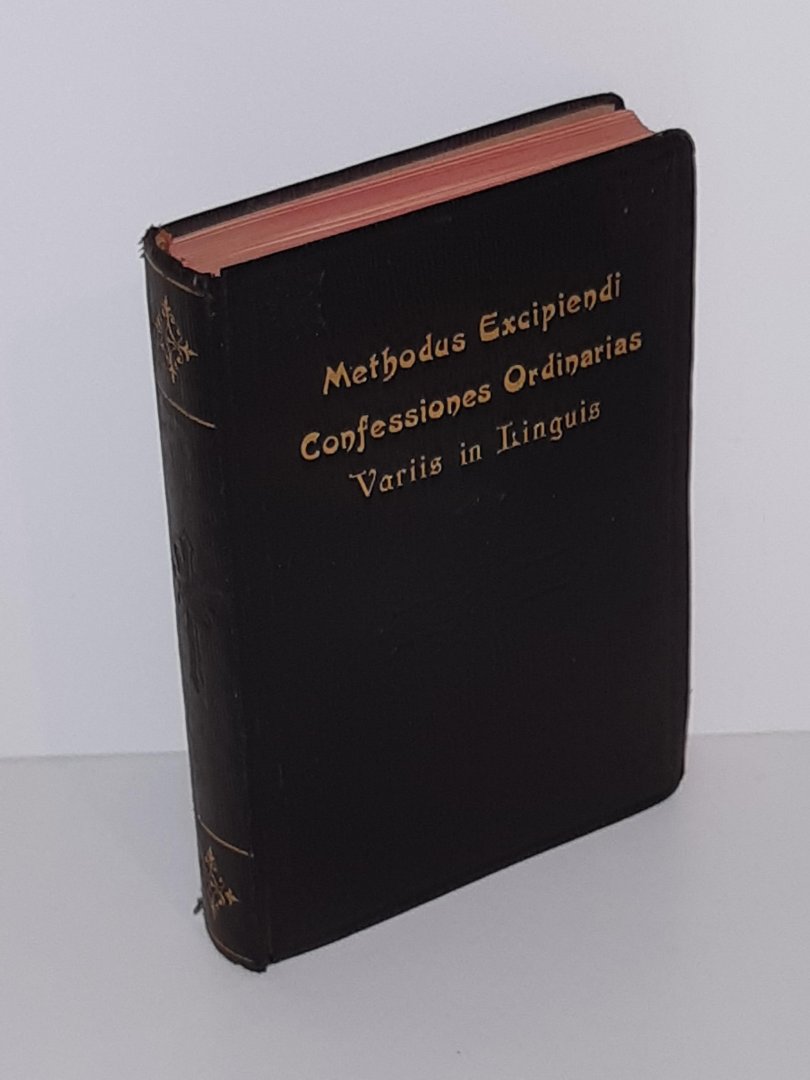 Methodus Excipiendi
Confessiones Ordinarias
Variis in Linguis